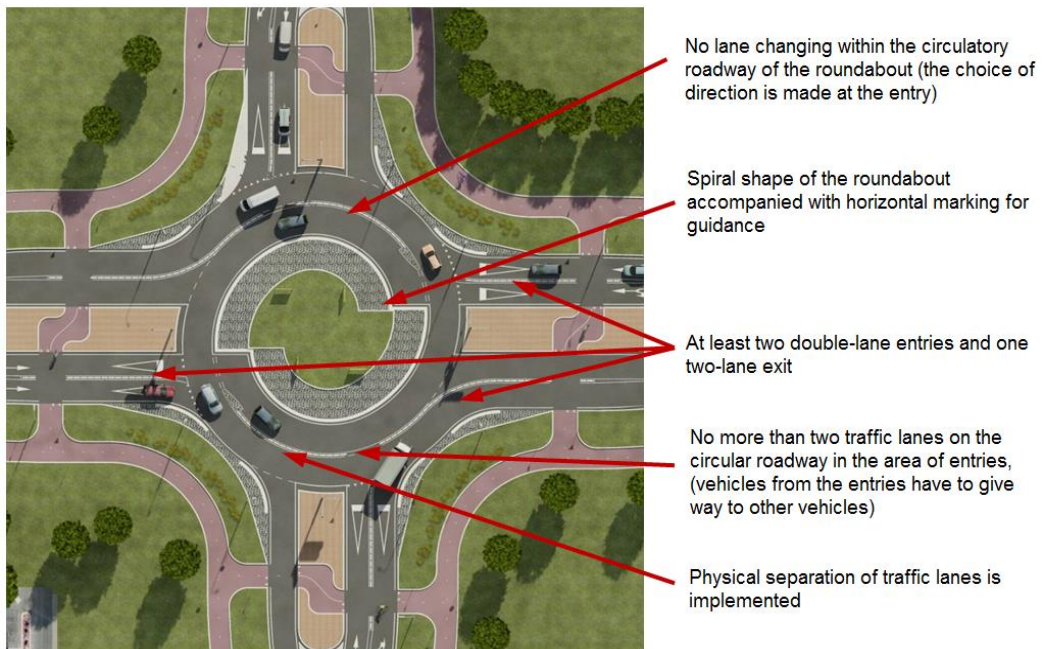 No lane changing within the circulatory
roadway of the roundabout (the choice of
direction is made at the entry)
Spiral shape of the roundabout
accompanied with horizontal marking for
guidance
At least two double-lane entries and one
two-lane exit
No more than two traffic lanes on the
circular roadway in the area of entries,
(vehicles from the entries have to give
way to other vehicles)
Physical separation of traffic lanes is
implemented